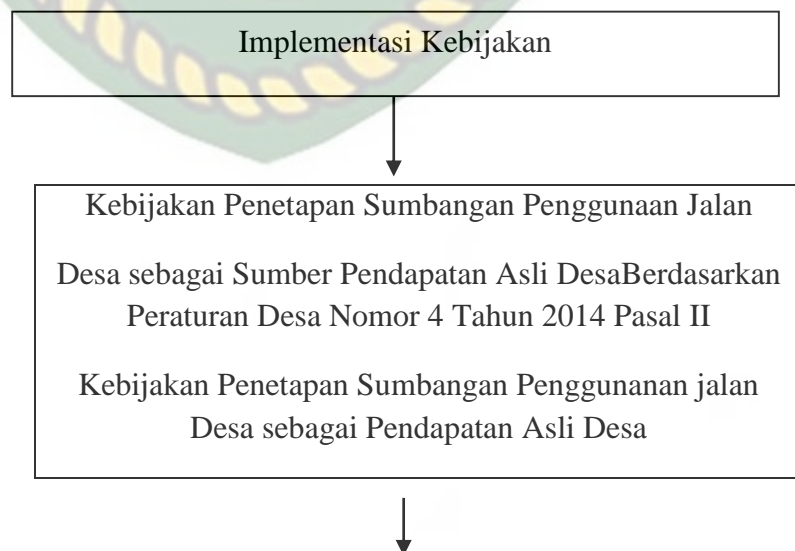 Implementasi Kebijakan
Kebijakan Penetapan Sumbangan Penggunaan Jalan
Desa sebagai Sumber Pendapatan Asli DesaBerdasarkan
Peraturan Desa Nomor 4 Tahun 2014 Pasal II
Kebijakan Penetapan Sumbangan Penggunanan jalan
Desa sebagai Pendapatan Asli Desa